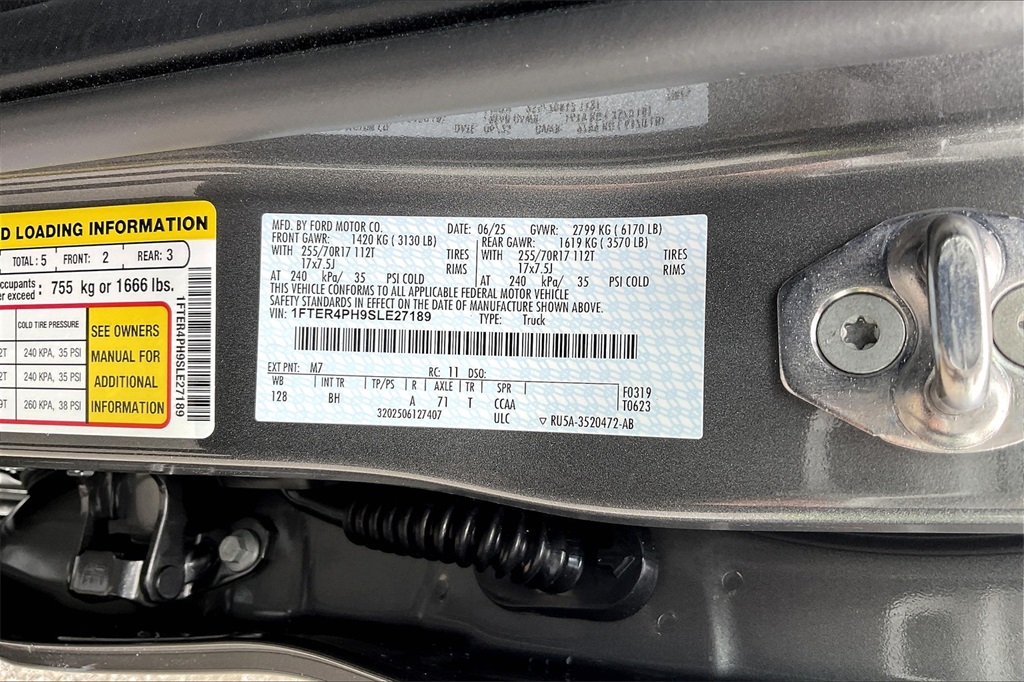 D LOADING INFORMATION
TOTAL: 5 FRONT: 2 REAR: 3
ccupants
er exceed : 755 kg or 1666 lbs.
COLD TIRE PRESSURE
2T 240 KPA, 35 PSI
2T 240 KPA, 35 PSI
9T 260 KPA, 38 PSI
SEE OWNERS
MANUAL FOR
ADDITIONAL
INFORMATION
1FTER4PH9SLE27189
MFD. BY FORD MOTOR CO. DATE: 06/25 GVWR: 2799 KG ( 6170 LB)
FRONT GAWR: 1420 KG ( 3130 LB) REAR GAWR: 1619 KG ( 3570 LB)
WITH 255/70R17 112T TIRES WITH 255/70R17 112T TIRES
17x7.5J RIMS 17x7.5J RIMS
AT 240 kPa/ 35 PSI COLD AT 240 kPa/ 35 PSI COLD
THIS VEHICLE CONFORMS TO ALL APPLICABLE FEDERAL MOTOR VEHICLE
SAFETY STANDARDS IN EFFECT ON THE DATE OF MANUFACTURE SHOWN ABOVE.
VIN: 1FTER4PH9SLE27189 TYPE: Truck
EXT PNT: M7 RC: 11 DSO:
WB INT TR TP/PS R AXLE TR SPR F0319
128 BH A 71 T CCAA T0623
3202506127407 ULC ▽ RU5A-3520472-AB